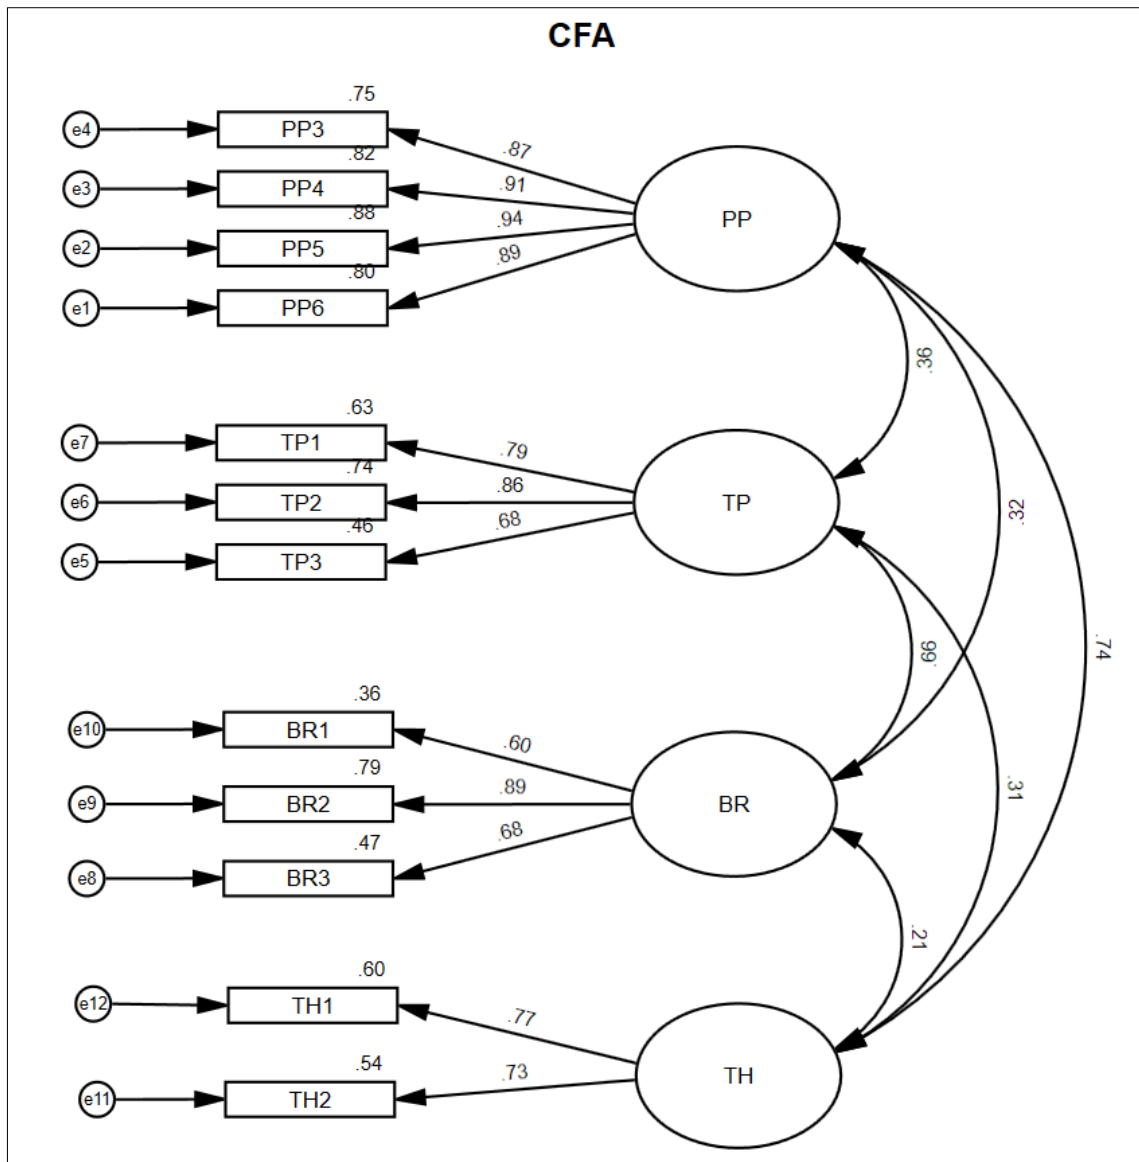 CFA
.75
e4 PP3 .87
.82
e3 PP4 .91
.88
e2 PP5 .94
.80
e1 PP6 .89
PP
.36
.32
.74
.63
e7 TP1 .79
.74
e6 TP2 .86
.46
e5 TP3 .68
TP
.66
.31
.36
e10 BR1 .60
.79
e9 BR2 .89
.47
e8 BR3 .68
BR
.21
.60
e12 TH1 .77
.54
e11 TH2 .73
TH